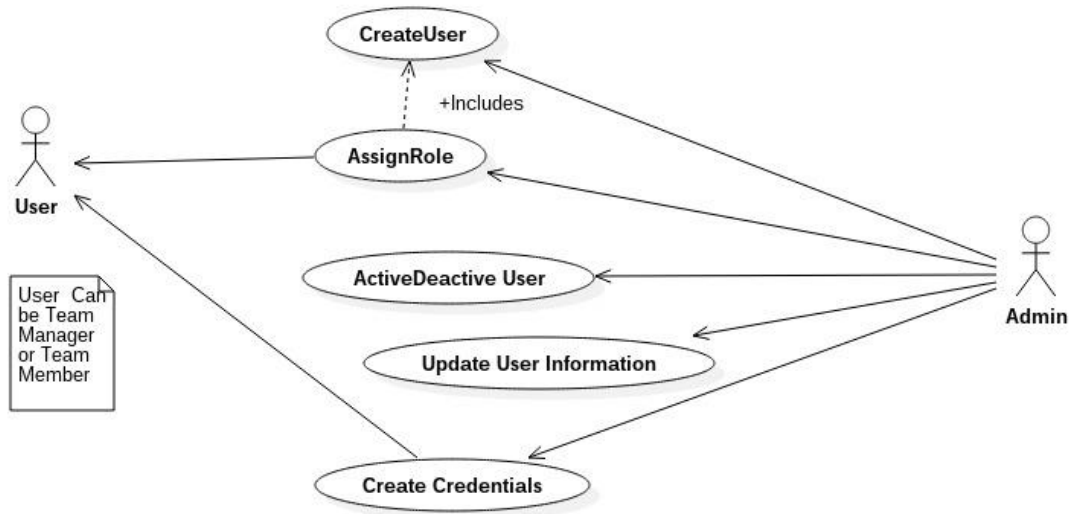 CreateUser
+Includes
AssignRole
User
ActiveDeactive User
User Can
be Team
Manager
or Team
Member
Admin
Update User Information
Create Credentials